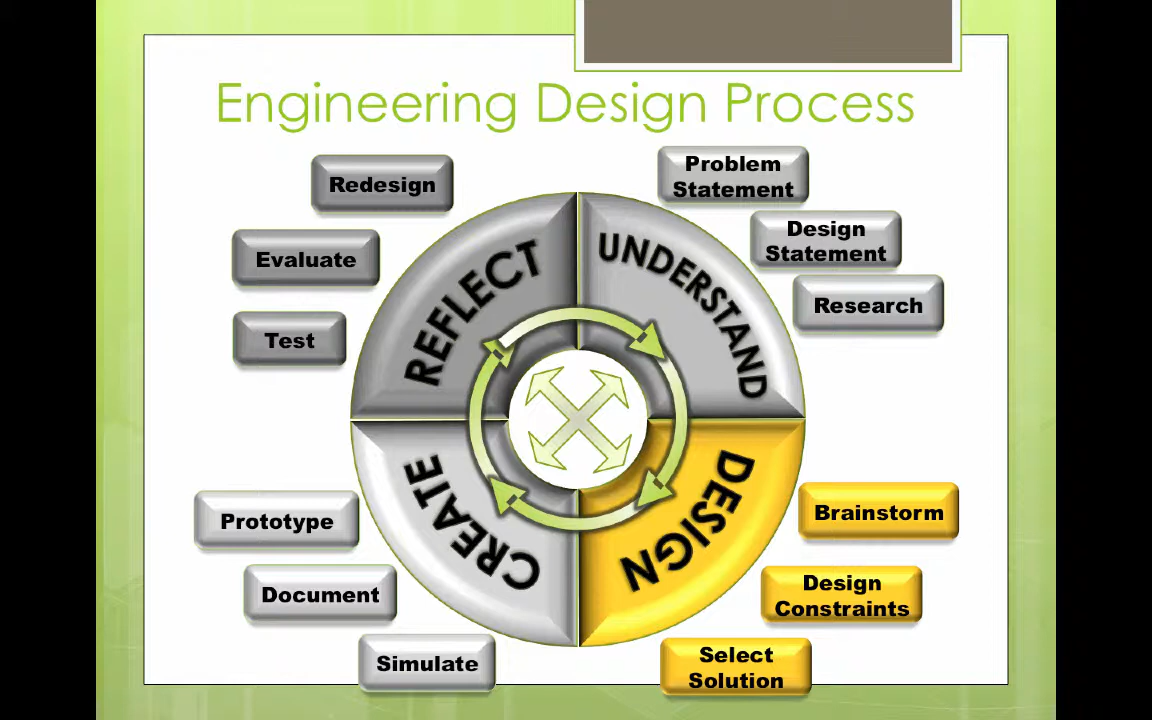 Engineering Design Process
Redesign
Evaluate
Test
REFLECT
UNDERSTAND
Problem
Statement
Design
Statement
Research
Prototype
Document
Simulate
CREATE
DESIGN
Brainstorm
Design
Constraints
Select
Solution